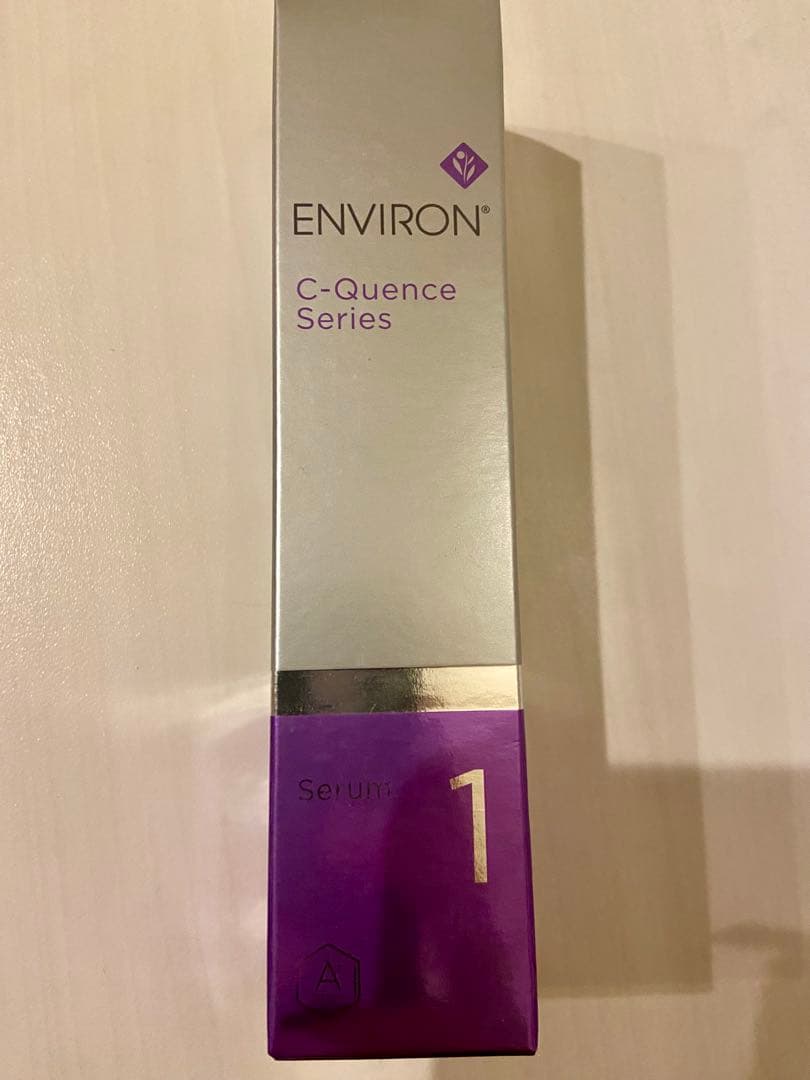 ENVIRON®
C-Quence
Series
Serum 1
A